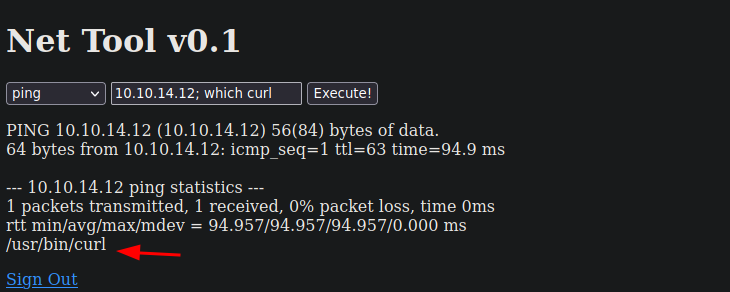 Net Tool v0.1
ping 10.10.14.12; which curl Execute!
PING 10.10.14.12 (10.10.14.12) 56(84) bytes of data.
64 bytes from 10.10.14.12: icmp_seq=1 ttl=63 time=94.9 ms
--- 10.10.14.12 ping statistics ---
1 packets transmitted, 1 received, 0% packet loss, time 0ms
rtt min/avg/max/mdev = 94.957/94.957/94.957/0.000 ms
/usr/bin/curl
Sign Out